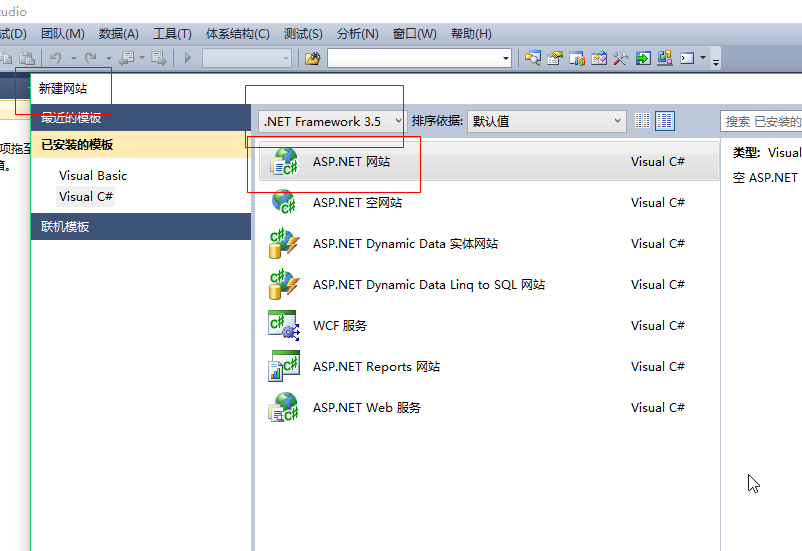 tudio
试(D) 团队(M) 数据(A) 工具(T) 体系结构(C) 测试(S) 分析(N) 窗口(W) 帮助(H)
新建网站
最近的模板
.NET Framework 3.5 排序依据: 默认值
搜索 已安装的
已安装的模板
Visual Basic
Visual C#
联机模板
项拖至
箱。
ASP.NET 网站 Visual C#
ASP.NET 空网站 Visual C#
ASP.NET Dynamic Data 实体网站 Visual C#
ASP.NET Dynamic Data Linq to SQL 网站 Visual C#
WCF 服务 Visual C#
ASP.NET Reports 网站 Visual C#
ASP.NET Web 服务 Visual C#
类型: Visual
空 ASP.NET